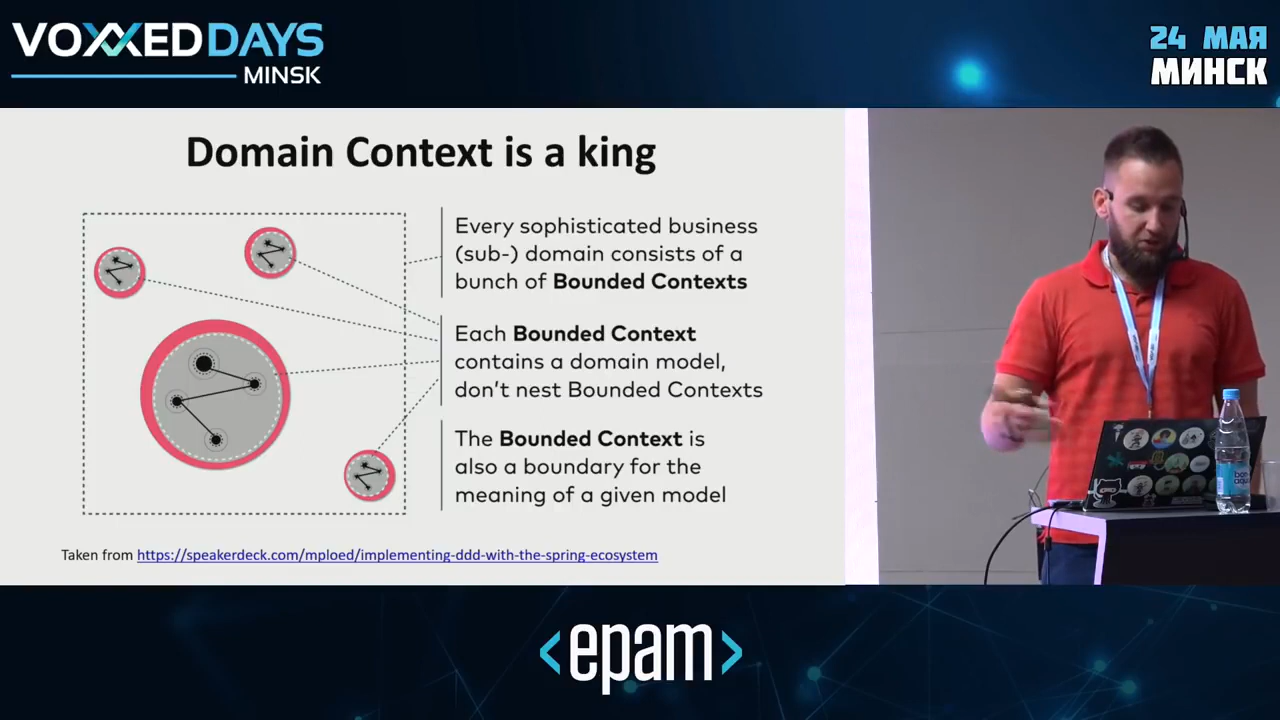 VOXXED DAYS
MINSK
24 МАЯ
МИНСК
Domain Context is a king
Every sophisticated business
(sub-) domain consists of a
bunch of Bounded Contexts
Each Bounded Context
contains a domain model,
don't nest Bounded Contexts
The Bounded Context is
also a boundary for the
meaning of a given model
Taken from https://speakerdeck.com/mploed/implementing-ddd-with-the-spring-ecosystem
<epam>